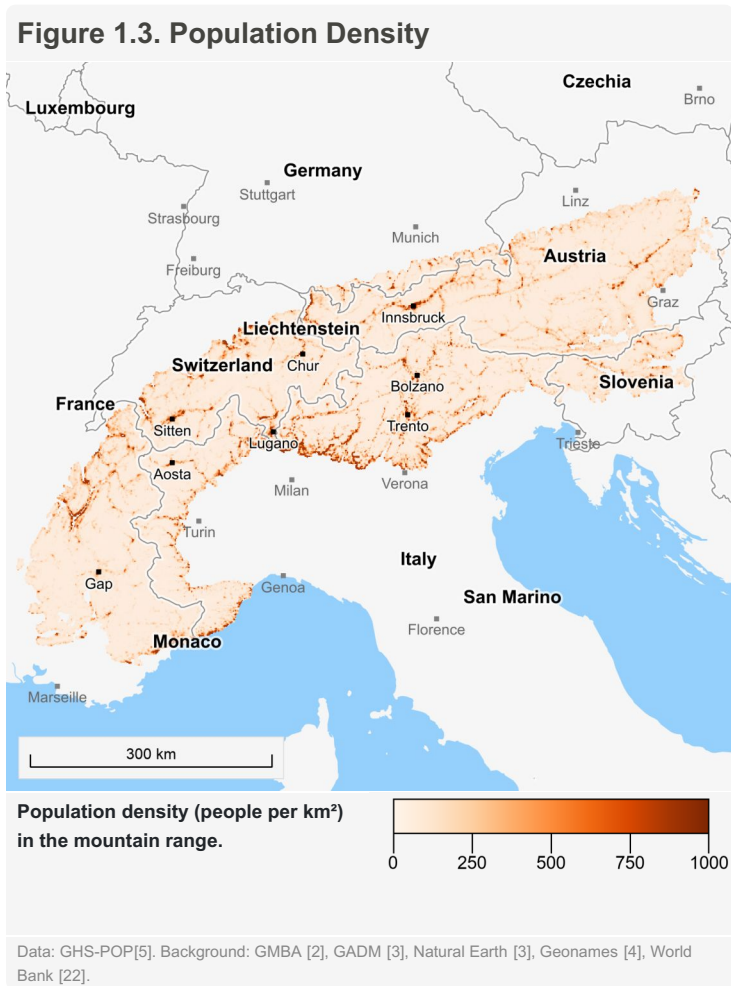 Figure 1.3. Population Density
Czechia
Brno
Luxembourg
Germany
Stuttgart
Linz
Strasbourg
Munich
Austria
Freiburg
Graz
Innsbruck
Liechtenstein
Switzerland
Chur
Bolzano
Slovenia
France
Sitten
Trento
Lugano
Trieste
Aosta
Milan
Verona
Turin
Italy
Gap
Genoa
San Marino
Florence
Monaco
Marseille
300 km
Population density (people per km²)
in the mountain range.
0 250 500 750 1000
Data: GHS-POP[5]. Background: GMBA [2], GADM [3], Natural Earth [3], Geonames [4], World
Bank [22].